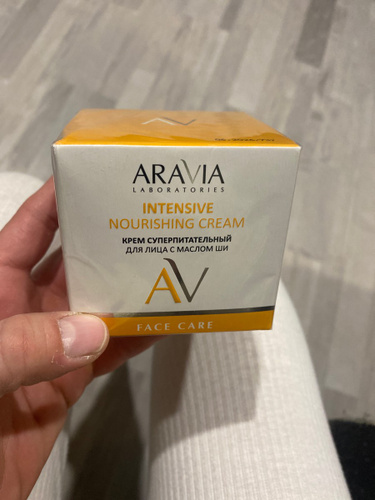 ARAVIA
LABORATORIES
INTENSIVE
NOURISHING CREAM
КРЕМ СУПЕРПИТАТЕЛЬНЫЙ
ДЛЯ ЛИЦА С МАСЛОМ ШИ
AV
FACE CARE